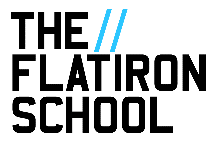 THE //
FLATIRON
SCHOOL